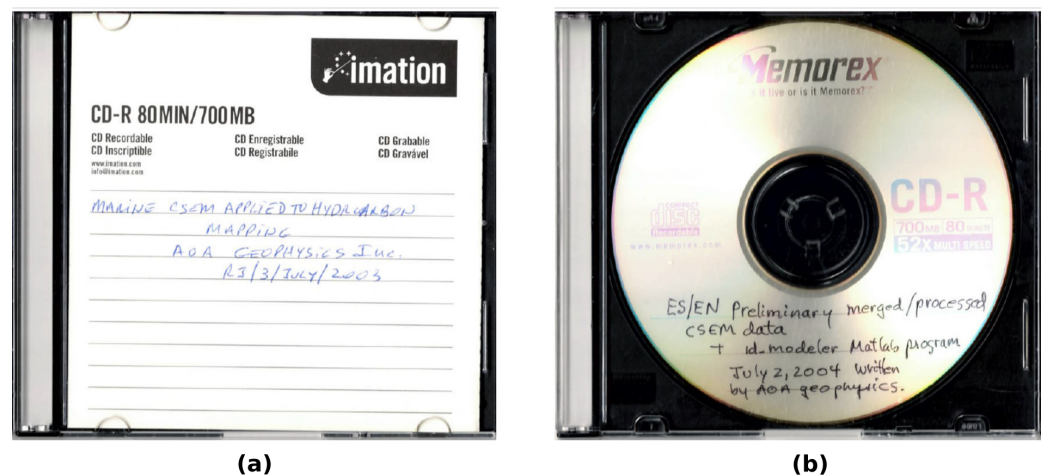 imation
CD-R 80MIN/700MB
CD Recordable CD Enregistrable CD Grabable
CD Inscriptible CD Registrabile CD Gravável
www.imation.com
info@imation.com
MARINE CSEM APPLIED TO HYDROCARBON
MAPPING
AOA GEOPHYSICS Inc.
RJ/3/JULY/2003
(a)
Memorex
is it live or is it Memorex?™
CD-R
COMPACT
disc
Recordable
700MB 80 MINUTE
www.memorex.com
52X MULTI SPEED
ES/EN Preliminary merged/processed
CSEM data
+ 1d_modeler Matlab program
July 2, 2004 written
by AOA geophysics.
(b)